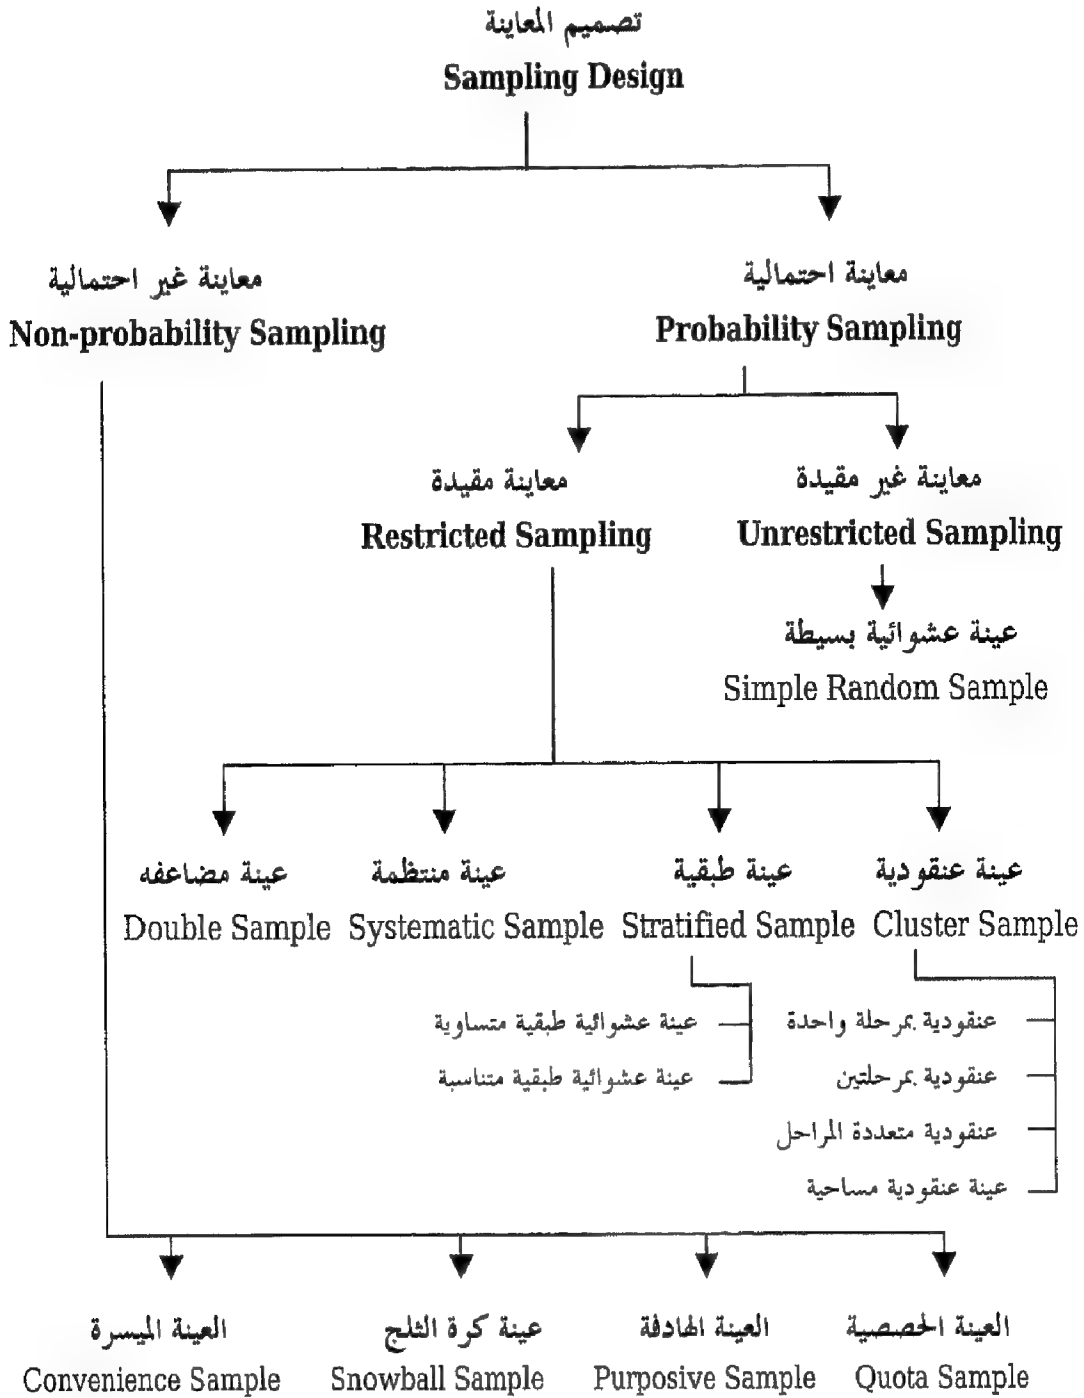 تصميم المعاينة
Sampling Design
معاينة احتمالية
Probability Sampling
معاينة غير احتمالية
Non-probability Sampling
معاينة غير مقيدة
Unrestricted Sampling
معاينة مقيدة
Restricted Sampling
عينة عشوائية بسيطة
Simple Random Sample
عينة عنقودية
Cluster Sample
عينة طبقية
Stratified Sample
عينة منتظمة
Systematic Sample
عينة مضاعفه
Double Sample
عنقودية بمرحلة واحدة
عنقودية بمرحلتين
عنقودية متعددة المراحل
عينة عنقودية مساحية
عينة عشوائية طبقية متساوية
عينة عشوائية طبقية متناسبة
العينة الحصصية
Quota Sample
العينة الهادفة
Purposive Sample
عينة كرة الثلج
Snowball Sample
العينة الميسرة
Convenience Sample